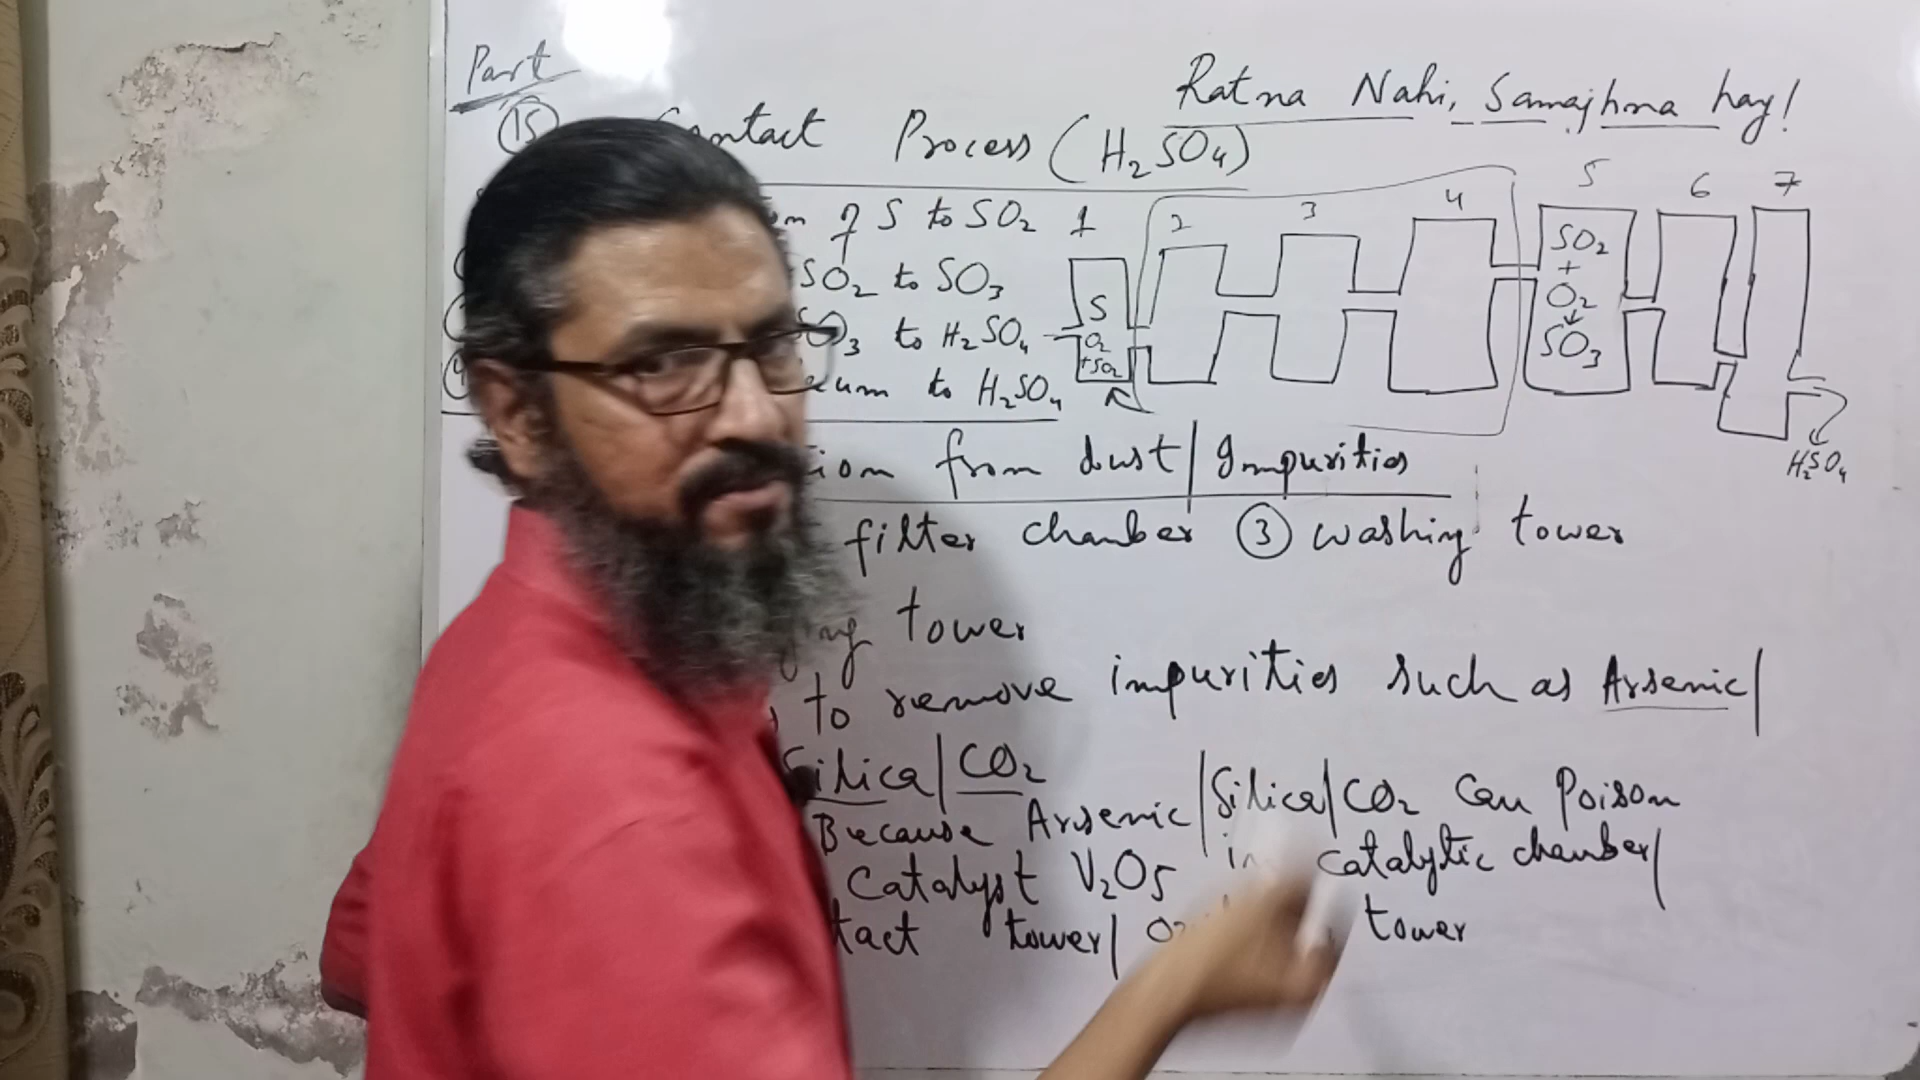 Part
15
Contact Process (H2SO4)
Ratna Nahi, Samajhna hay!
of S to SO2
SO2 to SO3
SO3 to H2SO4
to H2SO4
1 2 3 4 5 6 7
S
O2
+SO2
SO2
+
O2
↓
SO3
H2SO4
from dust/Impurities
filter chamber ③ washing tower
tower
to remove impurities such as Arsenic/
Silica/CO2
Because Arsenic/Silica/CO2 can Poison
Catalyst V2O5 in catalytic chamber/
tower/ tower